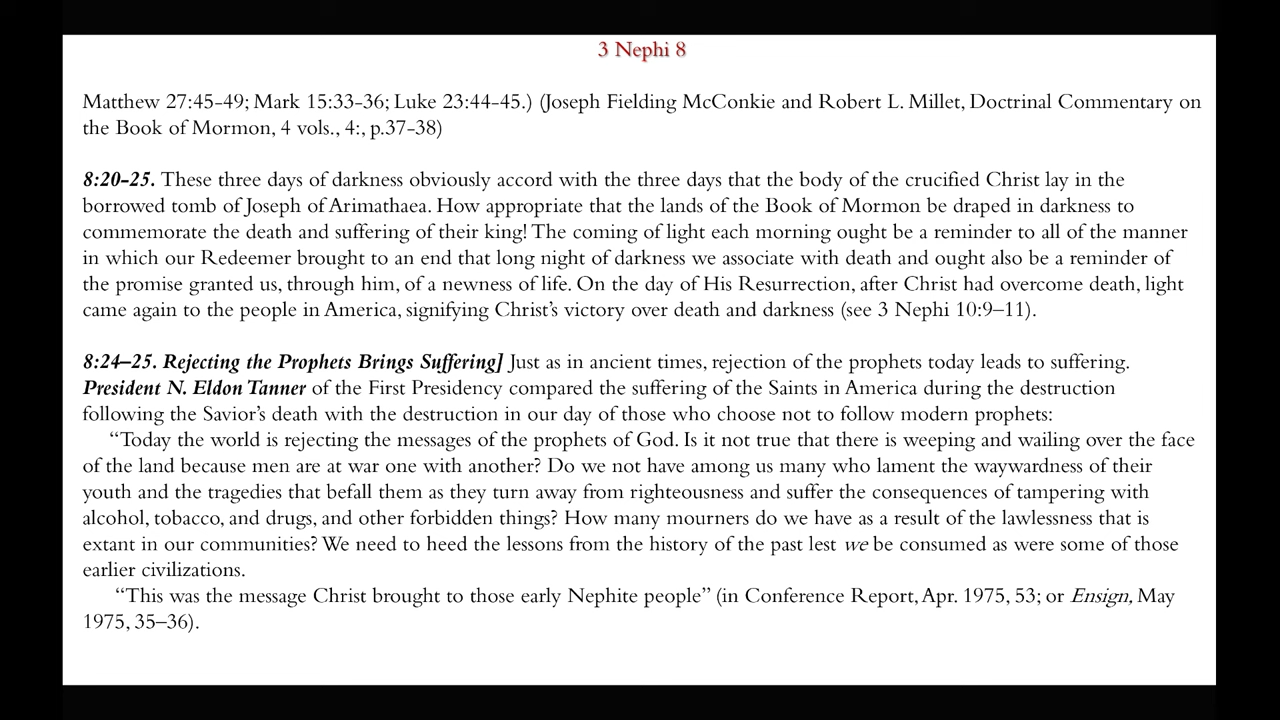 3 Nephi 8
Matthew 27:45-49; Mark 15:33-36; Luke 23:44-45.) (Joseph Fielding McConkie and Robert L. Millet, Doctrinal Commentary on
the Book of Mormon, 4 vols., 4:, p.37-38)
8:20-25. These three days of darkness obviously accord with the three days that the body of the crucified Christ lay in the
borrowed tomb of Joseph of Arimathaea. How appropriate that the lands of the Book of Mormon be draped in darkness to
commemorate the death and suffering of their king! The coming of light each morning ought be a reminder to all of the manner
in which our Redeemer brought to an end that long night of darkness we associate with death and ought also be a reminder of
the promise granted us, through him, of a newness of life. On the day of His Resurrection, after Christ had overcome death, light
came again to the people in America, signifying Christ's victory over death and darkness (see 3 Nephi 10:9–11).
8:24–25. Rejecting the Prophets Brings Suffering] Just as in ancient times, rejection of the prophets today leads to suffering.
President N. Eldon Tanner of the First Presidency compared the suffering of the Saints in America during the destruction
following the Savior's death with the destruction in our day of those who choose not to follow modern prophets:
“Today the world is rejecting the messages of the prophets of God. Is it not true that there is weeping and wailing over the face
of the land because men are at war one with another? Do we not have among us many who lament the waywardness of their
youth and the tragedies that befall them as they turn away from righteousness and suffer the consequences of tampering with
alcohol, tobacco, and drugs, and other forbidden things? How many mourners do we have as a result of the lawlessness that is
extant in our communities? We need to heed the lessons from the history of the past lest we be consumed as were some of those
earlier civilizations.
“This was the message Christ brought to those early Nephite people” (in Conference Report, Apr. 1975, 53; or Ensign, May
1975, 35–36).